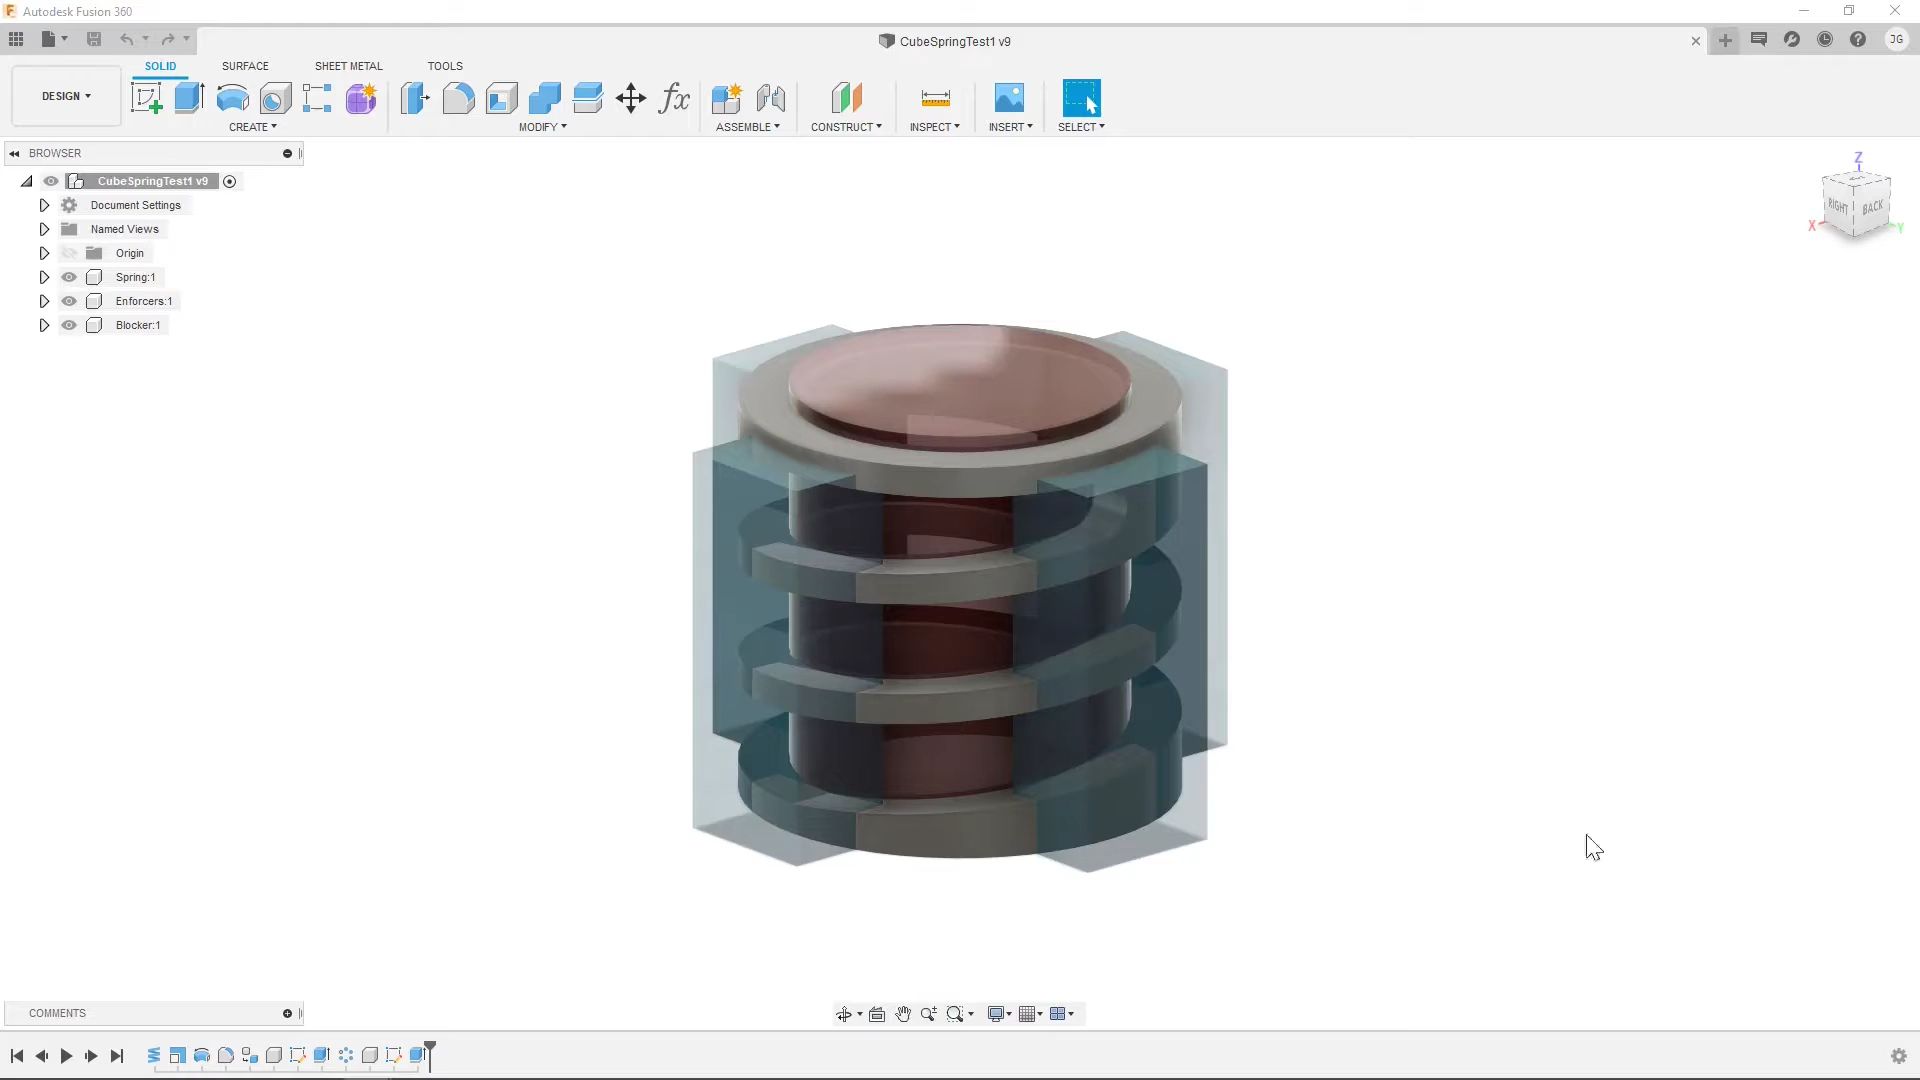 Autodesk Fusion 360
CubeSpringTest1 v9
JG
SOLID SURFACE SHEET METAL TOOLS
DESIGN
fx
CREATE MODIFY ASSEMBLE CONSTRUCT INSPECT INSERT SELECT
BROWSER
CubeSpringTest1 v9
Document Settings
Named Views
Origin
Spring:1
Enforcers:1
Blocker:1
Z
RIGHT BACK
X Y
COMMENTS